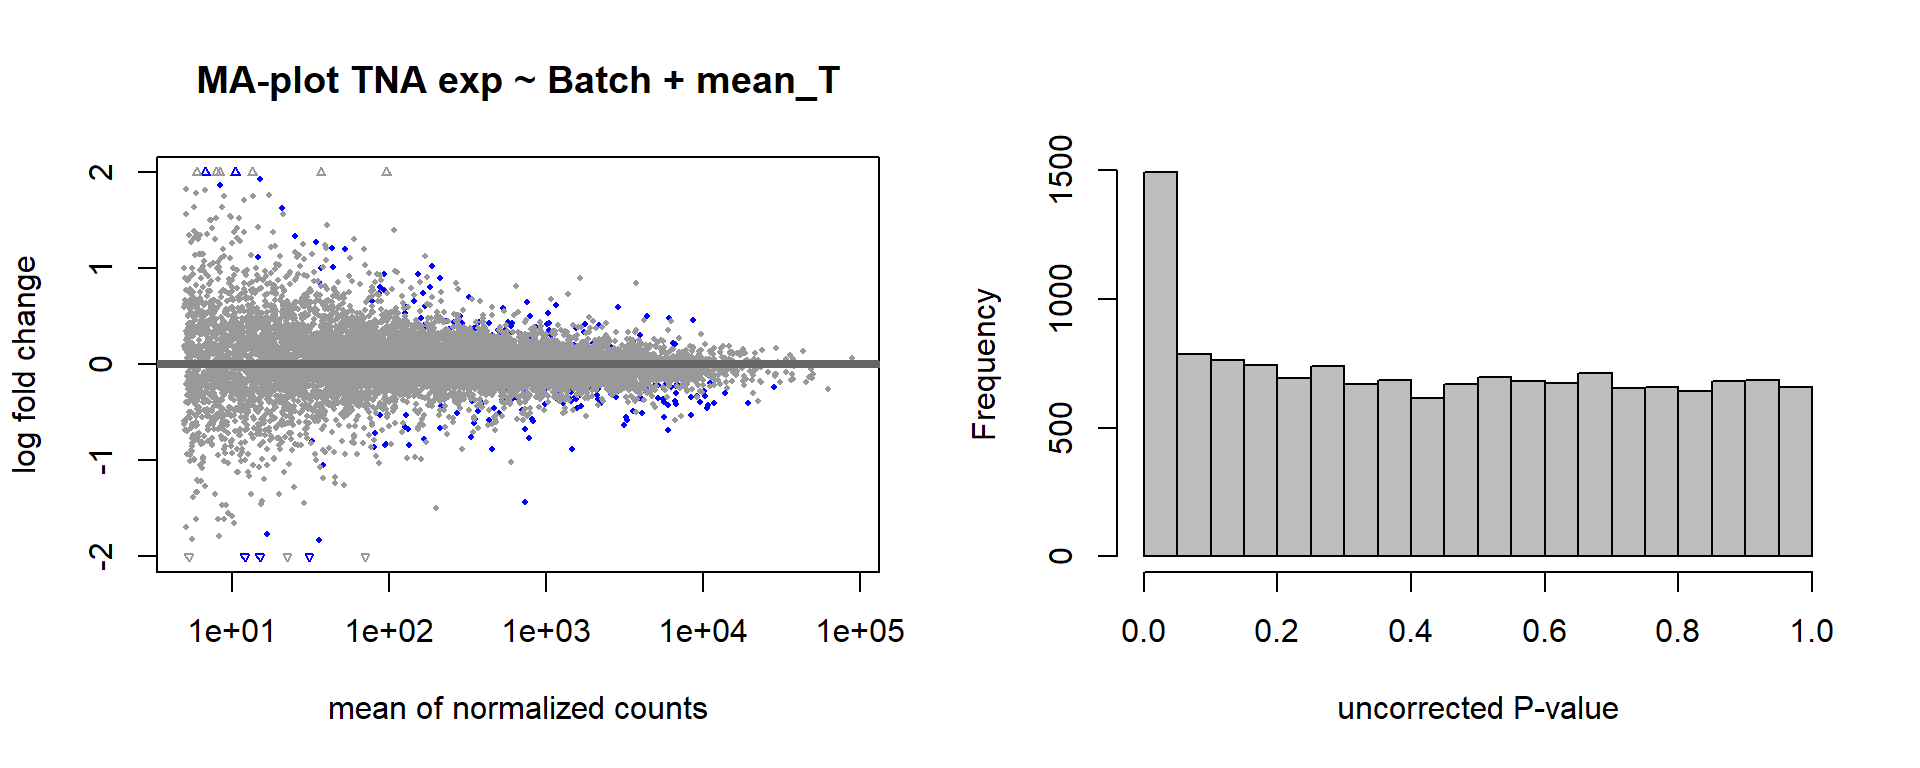 MA-plot TNA exp ~ Batch + mean_T
log fold change
2
1
0
-1
-2
1e+01 1e+02 1e+03 1e+04 1e+05
mean of normalized counts
Frequency
1500
1000
500
0
0.0 0.2 0.4 0.6 0.8 1.0
uncorrected P-value